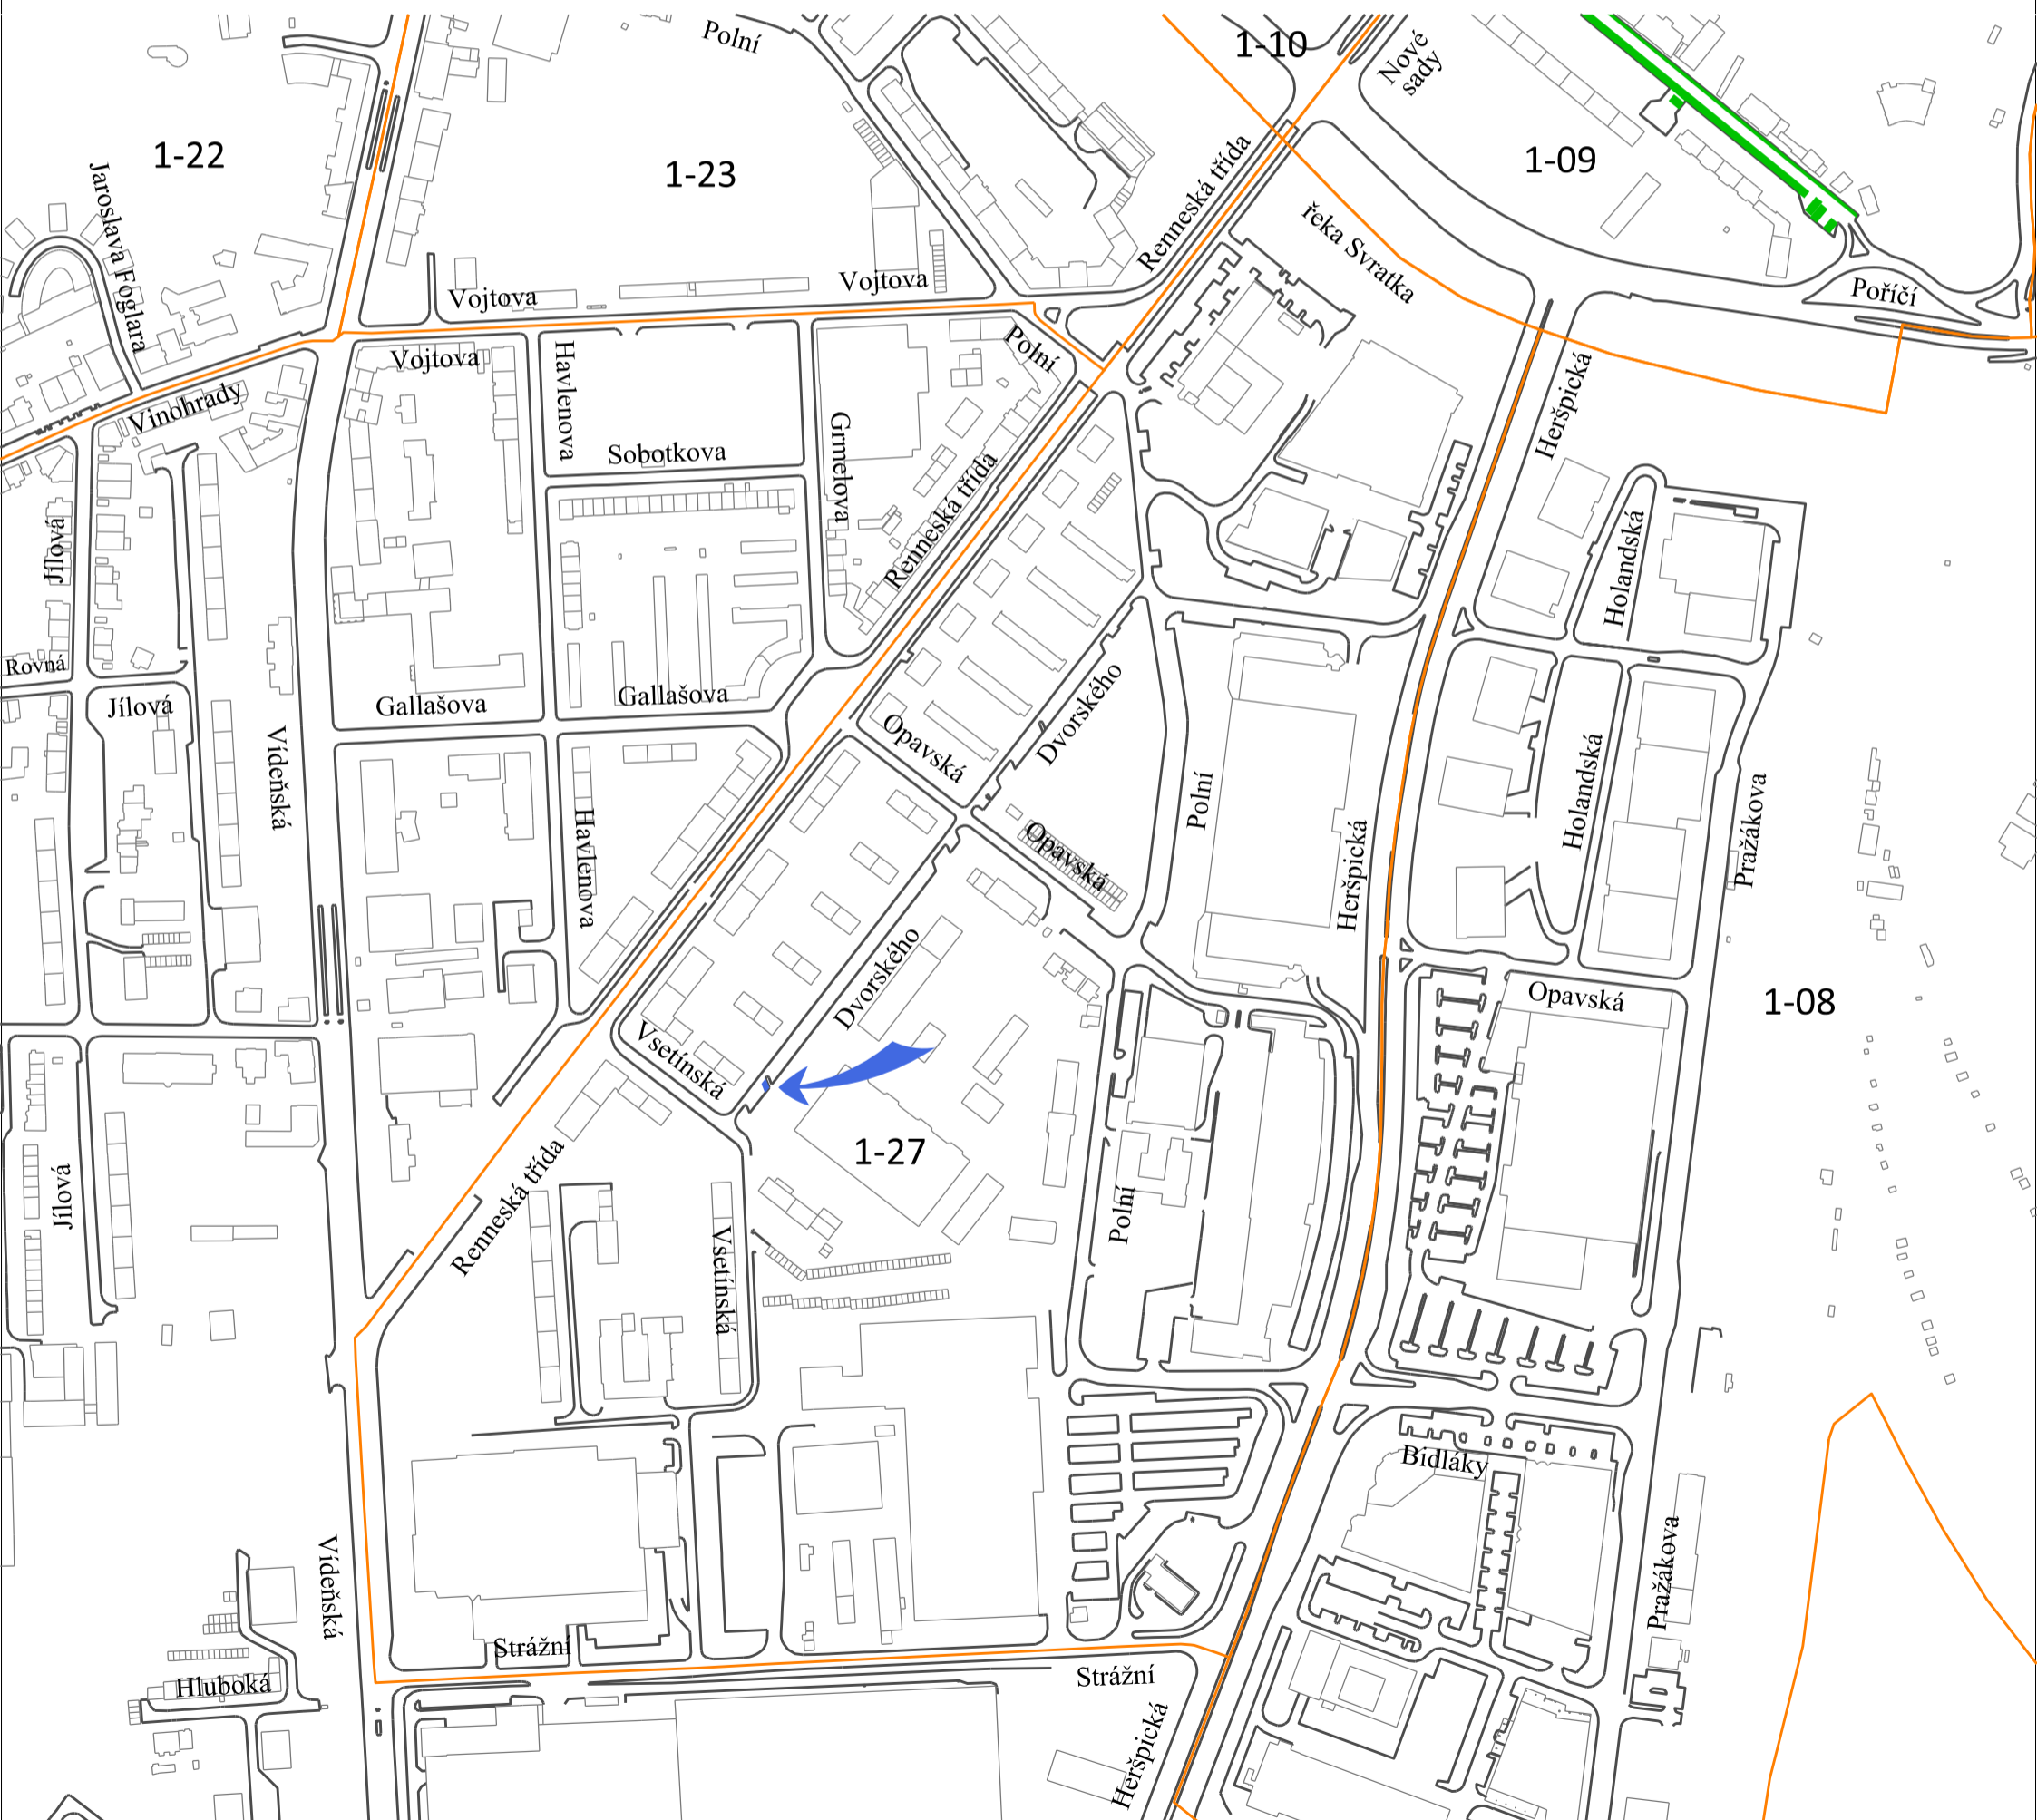 Polní
1-10
Nové
sady
1-22
1-23
1-09
Jaroslava Foglara
Renneská třída
řeka Svratka
Vojtova
Vojtova
Poříčí
Vojtova
Havlenova
Polní
Heršpická
Vinohrady
Sobotkova
Grmelova
Renneská třída
Jílová
Holandská
Rovná
Jílová
Gallašova
Gallašova
Dvorského
Opavská
Vídeňská
Polní
Holandská
Pražákova
Havlenova
Opavská
Heršpická
Dvorského
Opavská
1-08
Vsetínská
1-27
Jílová
Renneská třída
Polní
Vsetínská
Bidláky
Vídeňská
Pražákova
Strážní
Strážní
Hluboká
Heršpická